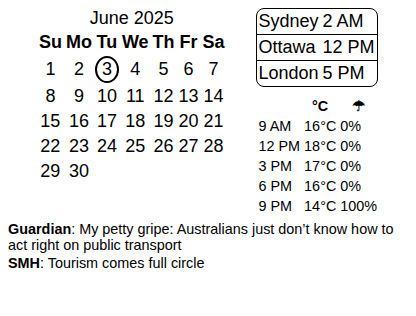 June 2025
Su Mo Tu We Th Fr Sa
1 2 3 4 5 6 7
8 9 10 11 12 13 14
15 16 17 18 19 20 21
22 23 24 25 26 27 28
29 30
Sydney 2 AM
Ottawa 12 PM
London 5 PM
°C ☂
9 AM 16°C 0%
12 PM 18°C 0%
3 PM 17°C 0%
6 PM 16°C 0%
9 PM 14°C 100%
Guardian: My petty gripe: Australians just don’t know how to
act right on public transport
SMH: Tourism comes full circle